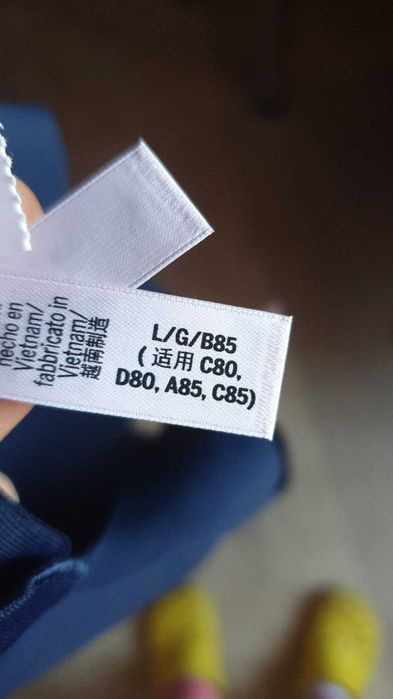 L/G/B85
(适用 C80,
D80, A85, C85)
hecho en
Vietnam/
fabbricato in
Vietnam/
越南制造